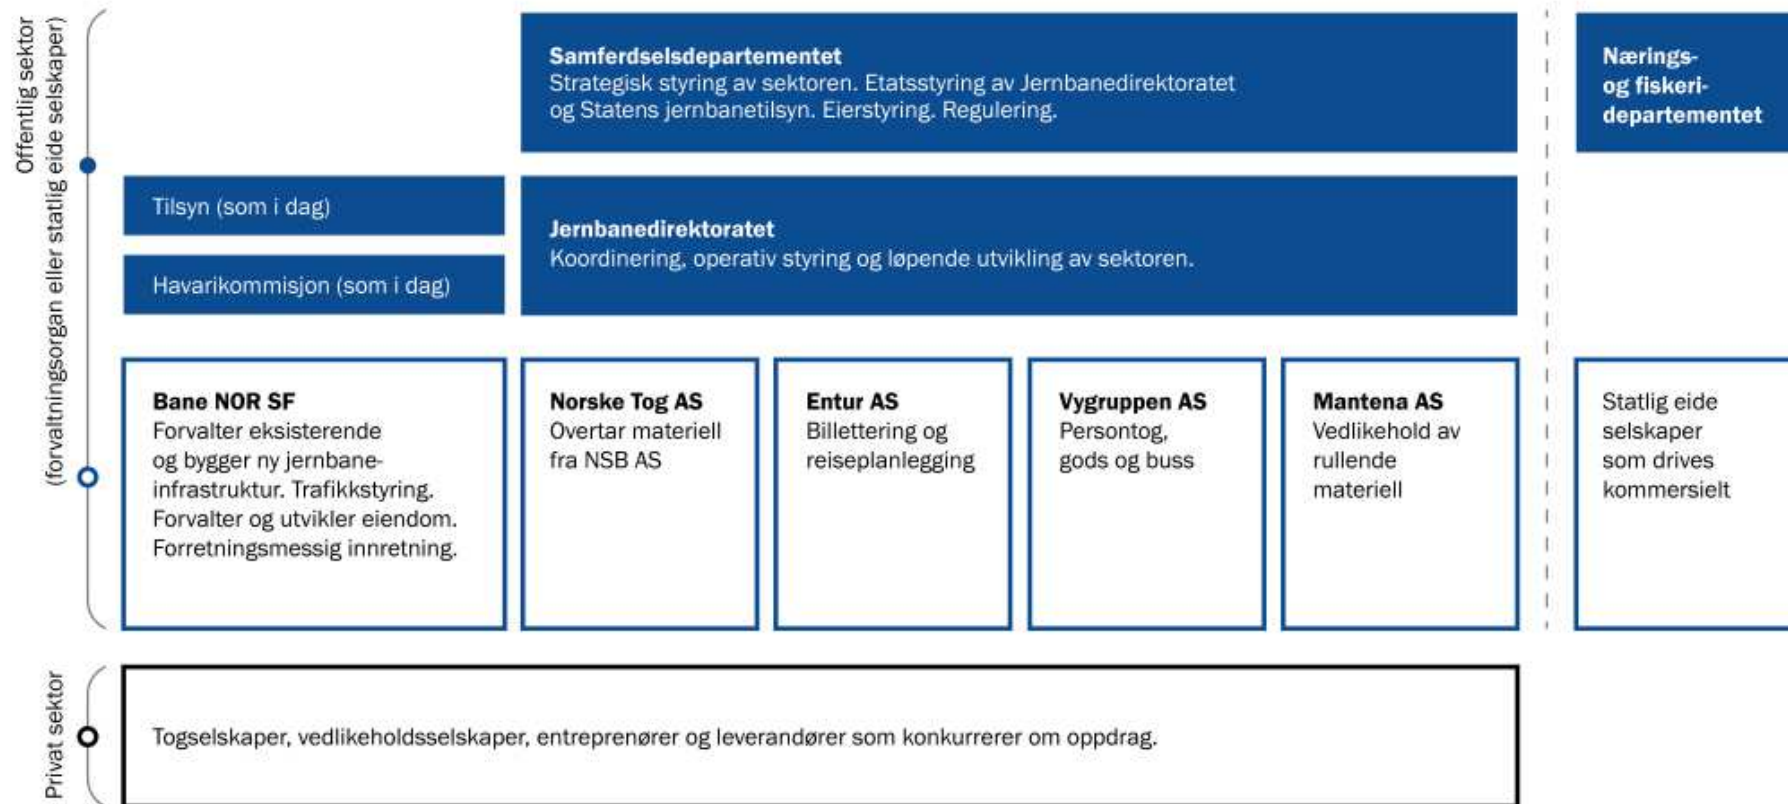 Offentlig sektor
(forvaltningsorgan eller statlig eide selskaper)
Samferdselsdepartementet
Strategisk styring av sektoren. Etatsstyring av Jernbanedirektoratet
og Statens jernbanetilsyn. Eierstyring. Regulering.
Nærings-
og fiskeri-
departementet
Tilsyn (som i dag)
Havarikommisjon (som i dag)
Jernbanedirektoratet
Koordinering, operativ styring og løpende utvikling av sektoren.
Bane NOR SF
Forvalter eksisterende
og bygger ny jernbane-
infrastruktur. Trafikkstyring.
Forvalter og utvikler eiendom.
Forretningsmessig innretning.
Norske Tog AS
Overtar materiell
fra NSB AS
Entur AS
Billettering og
reiseplanlegging
Vygruppen AS
Persontog,
gods og buss
Mantena AS
Vedlikehold av
rullende
materiell
Statlig eide
selskaper
som drives
kommersielt
Privat sektor
Togselskaper, vedlikeholdsselskaper, entreprenører og leverandører som konkurrerer om oppdrag.